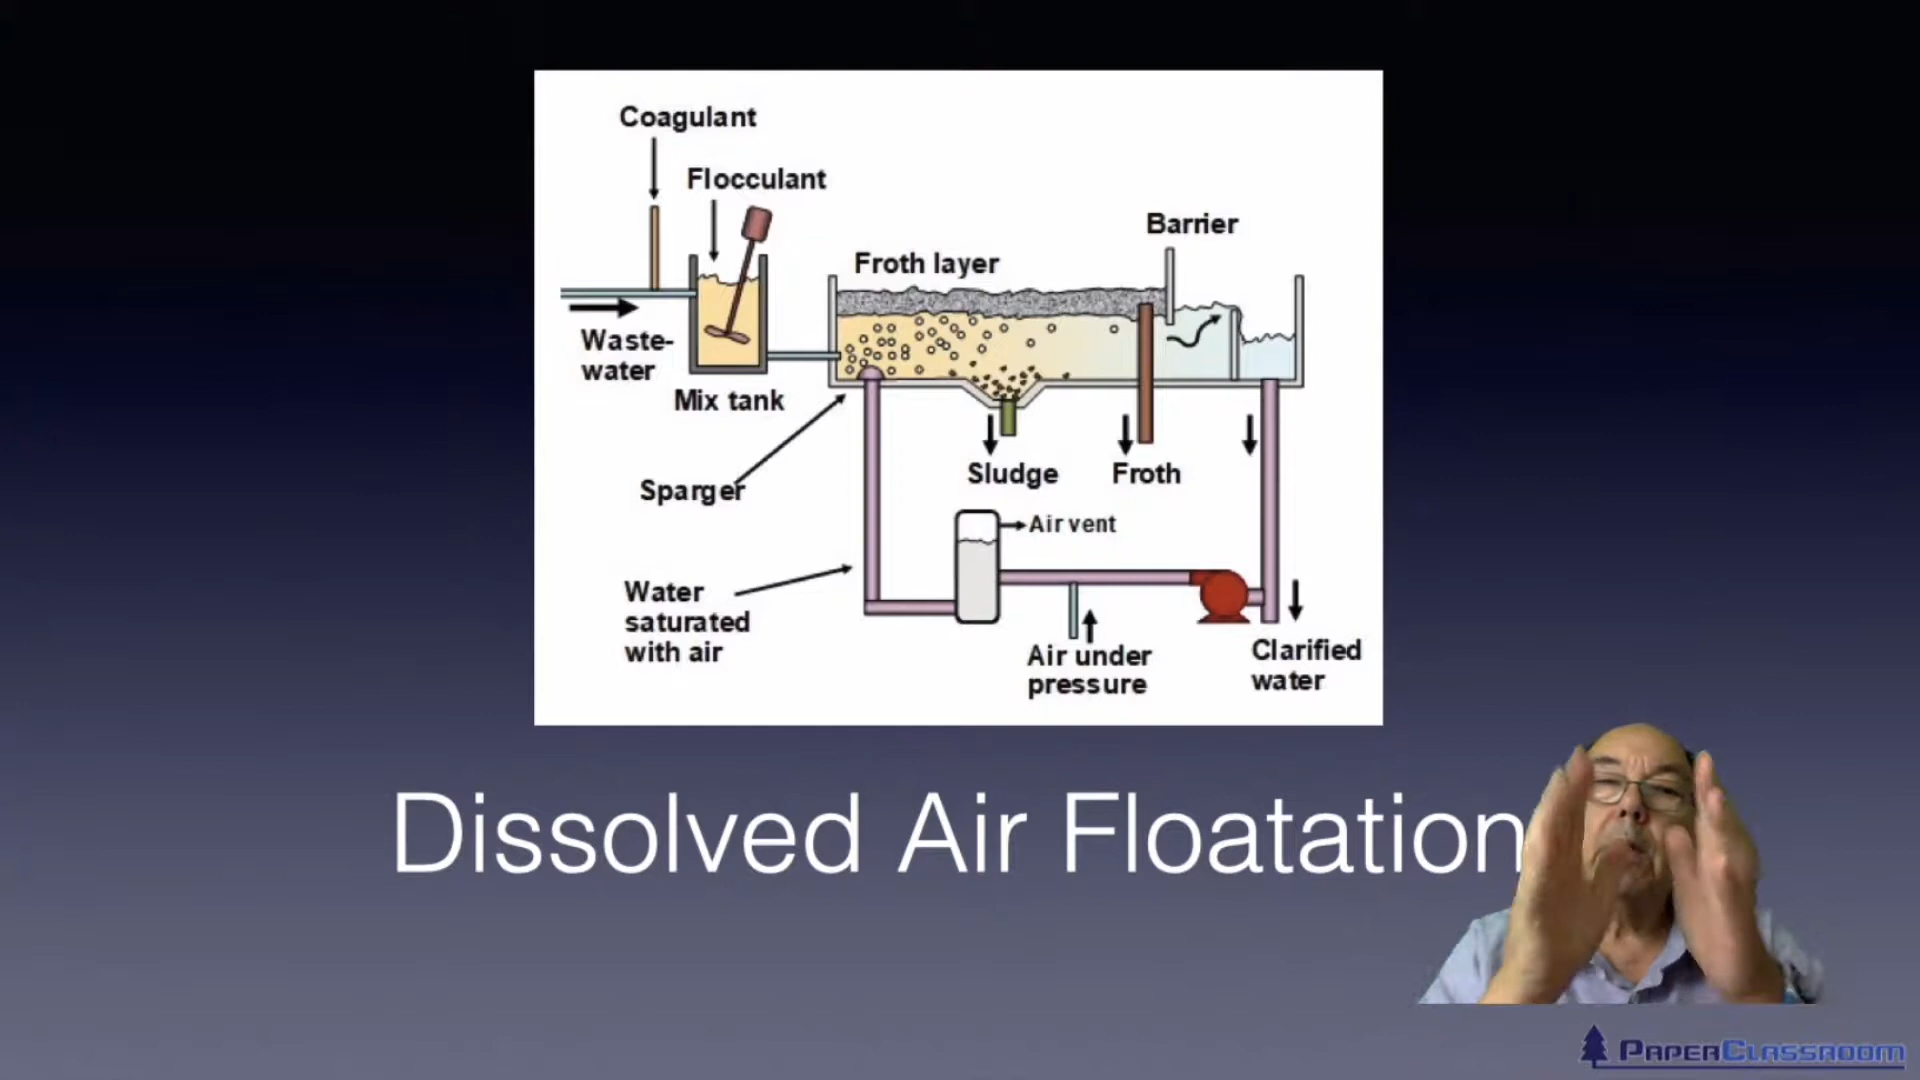 Coagulant
Flocculant
Barrier
Froth layer
Waste-
water
Mix tank
Sludge
Froth
Sparger
Air vent
Water
saturated
with air
Air under
pressure
Clarified
water
Dissolved Air Floatation
PaperClassroom